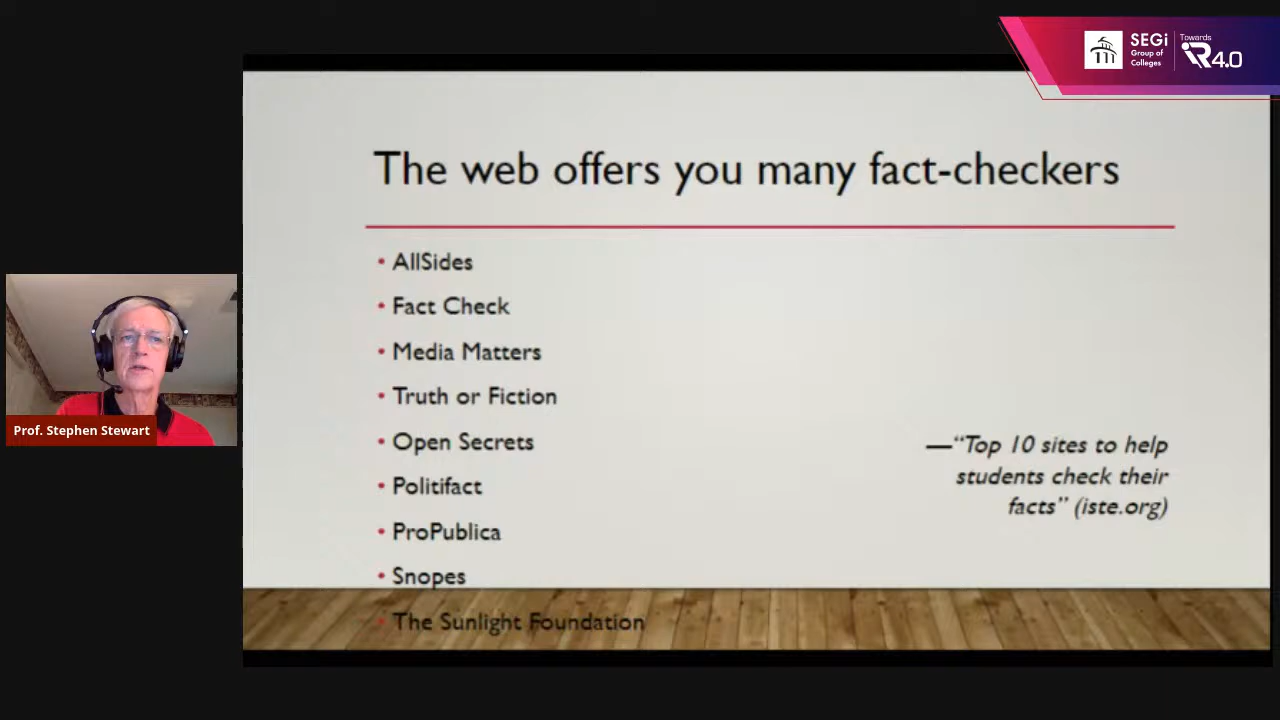 SEGi
Group of
Colleges
Towards
iR4.0
The web offers you many fact-checkers
• AllSides
• Fact Check
• Media Matters
• Truth or Fiction
• Open Secrets
• Politifact
• ProPublica
• Snopes
• The Sunlight Foundation
—“Top 10 sites to help
students check their
facts” (iste.org)
Prof. Stephen Stewart